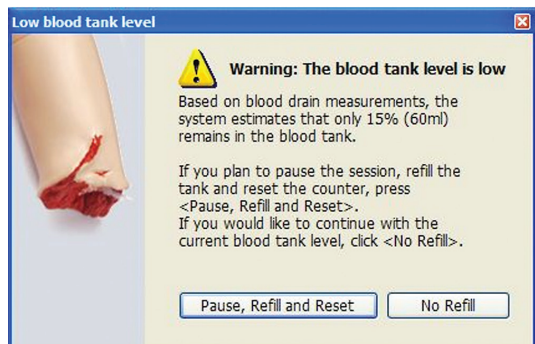 Low blood tank level
Warning: The blood tank level is low
Based on blood drain measurements, the
system estimates that only 15% (60ml)
remains in the blood tank.
If you plan to pause the session, refill the
tank and reset the counter, press
<Pause, Refill and Reset>.
If you would like to continue with the
current blood tank level, click <No Refill>.
Pause, Refill and Reset
No Refill